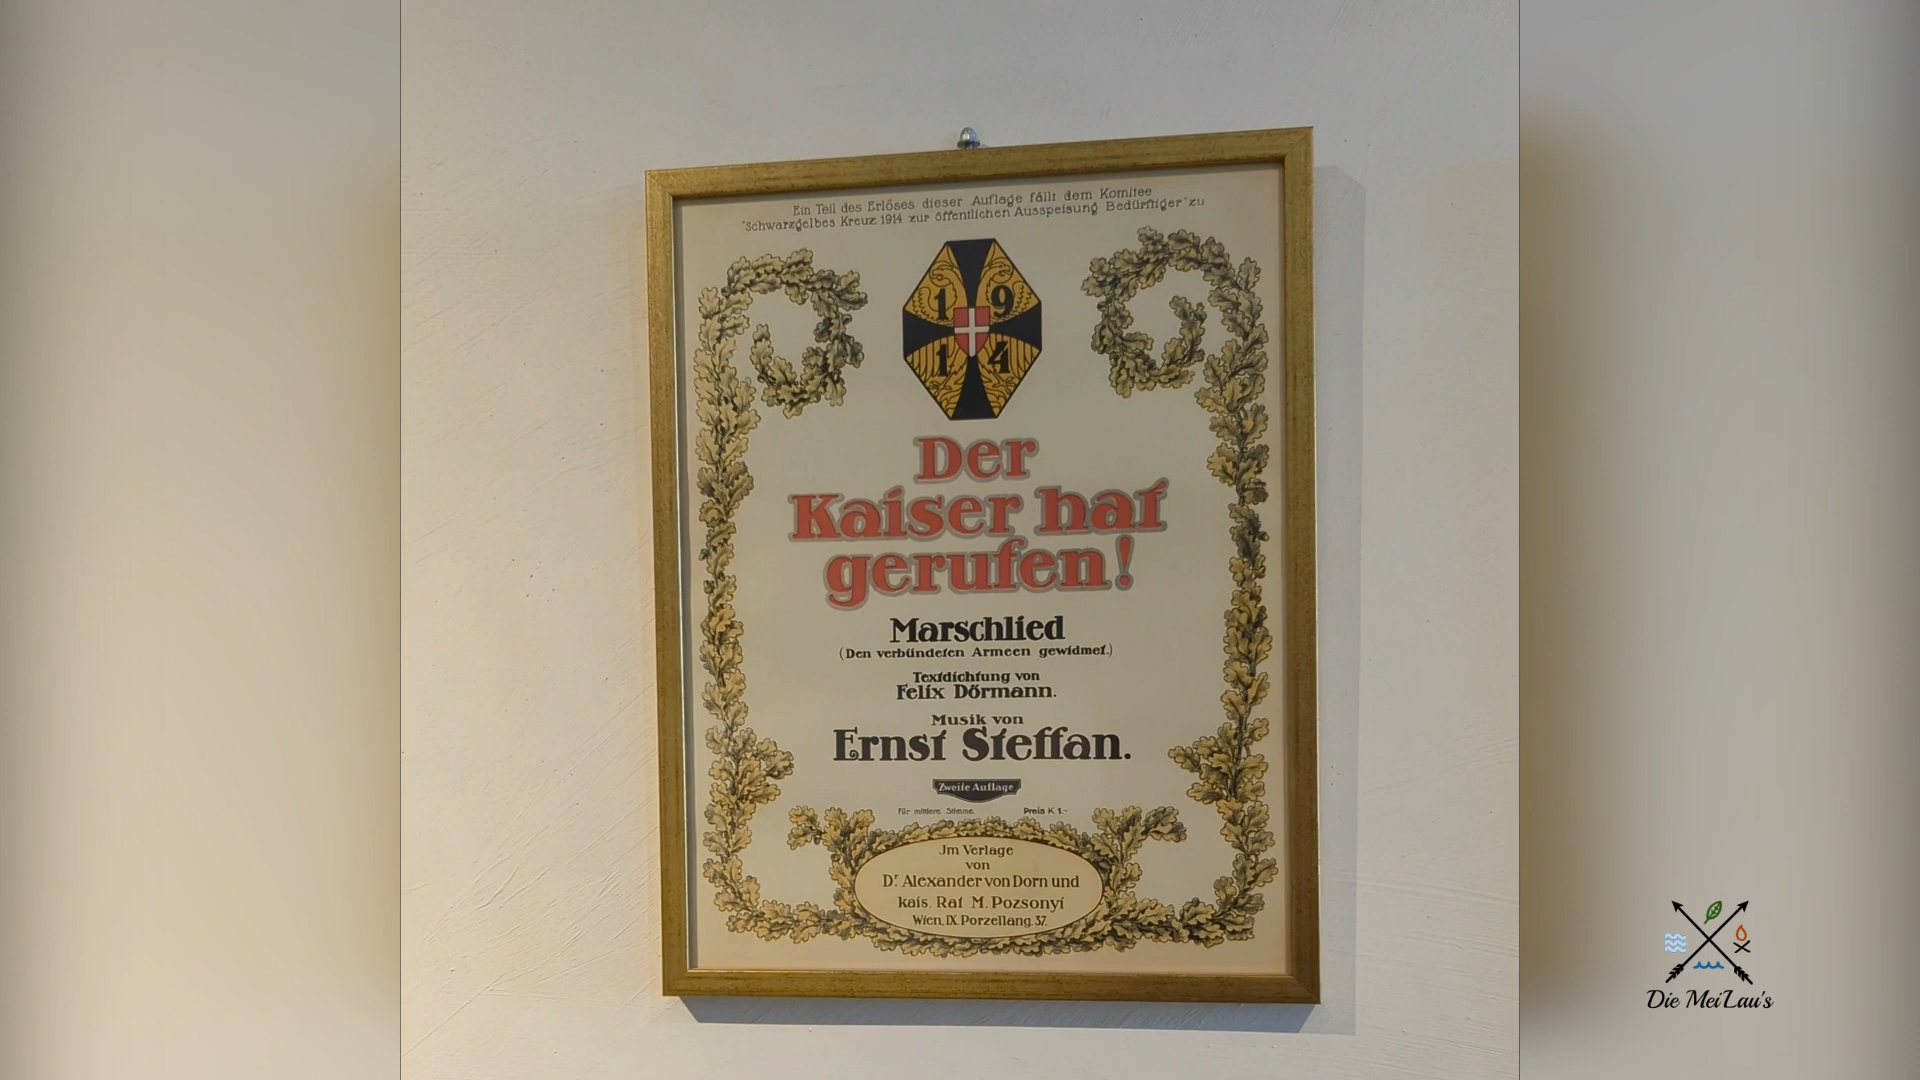 Ein Teil des Erlöses dieser Auflage fällt dem Komitee
"Schwarzgelbes Kreuz 1914 zur öffentlichen Ausspeisung Bedürftiger" zu
19
14
Der
Kaiser hat
gerufen!
Marschlied
(Den verbündeten Armeen gewidmet.)
Textdichtung von
Felix Dörmann.
Musik von
Ernst Steffan.
Zweite Auflage
Für mittlere Stimme. Preis K 1.-
Jm Verlage
von
Dr Alexander von Dorn und
kais. Rat M. Pozsonyi
Wien, IX. Porzellang. 37.
Die MeiLau's